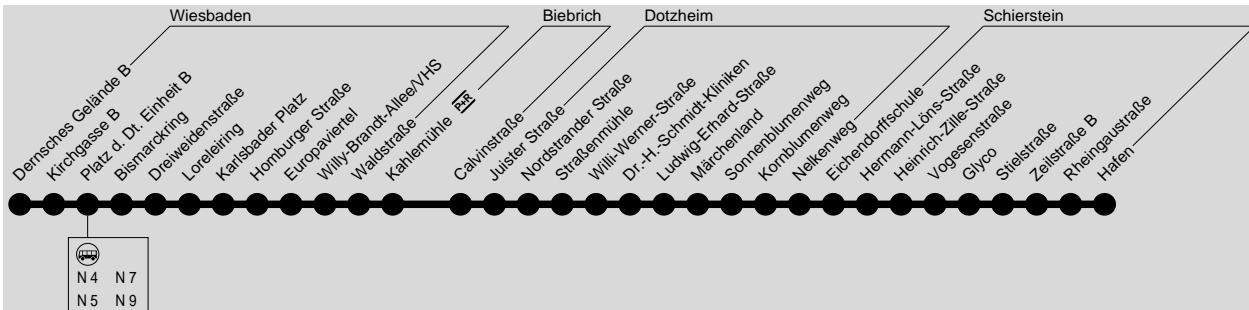 Wiesbaden
Biebrich
Dotzheim
Schierstein
Dernsches Gelände B
Kirchgasse B
Platz d. Dt. Einheit B
Bismarckring
Dreiweidenstraße
Loreleiring
Karlsbader Platz
Homburger Straße
Europaviertel
Willy-Brandt-Allee/VHS
Waldstraße
Kahlemühle P+R
Calvinstraße
Juister Straße
Nordstrander Straße
Straßenmühle
Willi-Werner-Straße
Dr.-H.-Schmidt-Kliniken
Ludwig-Erhard-Straße
Märchenland
Sonnenblumenweg
Kornblumenweg
Nelkenweg
Eichendorffschule
Hermann-Löns-Straße
Heinrich-Zille-Straße
Vogesenstraße
Glyco
Stielstraße
Zeilstraße B
Rheingaustraße
Hafen
N 4 N 7
N 5 N 9